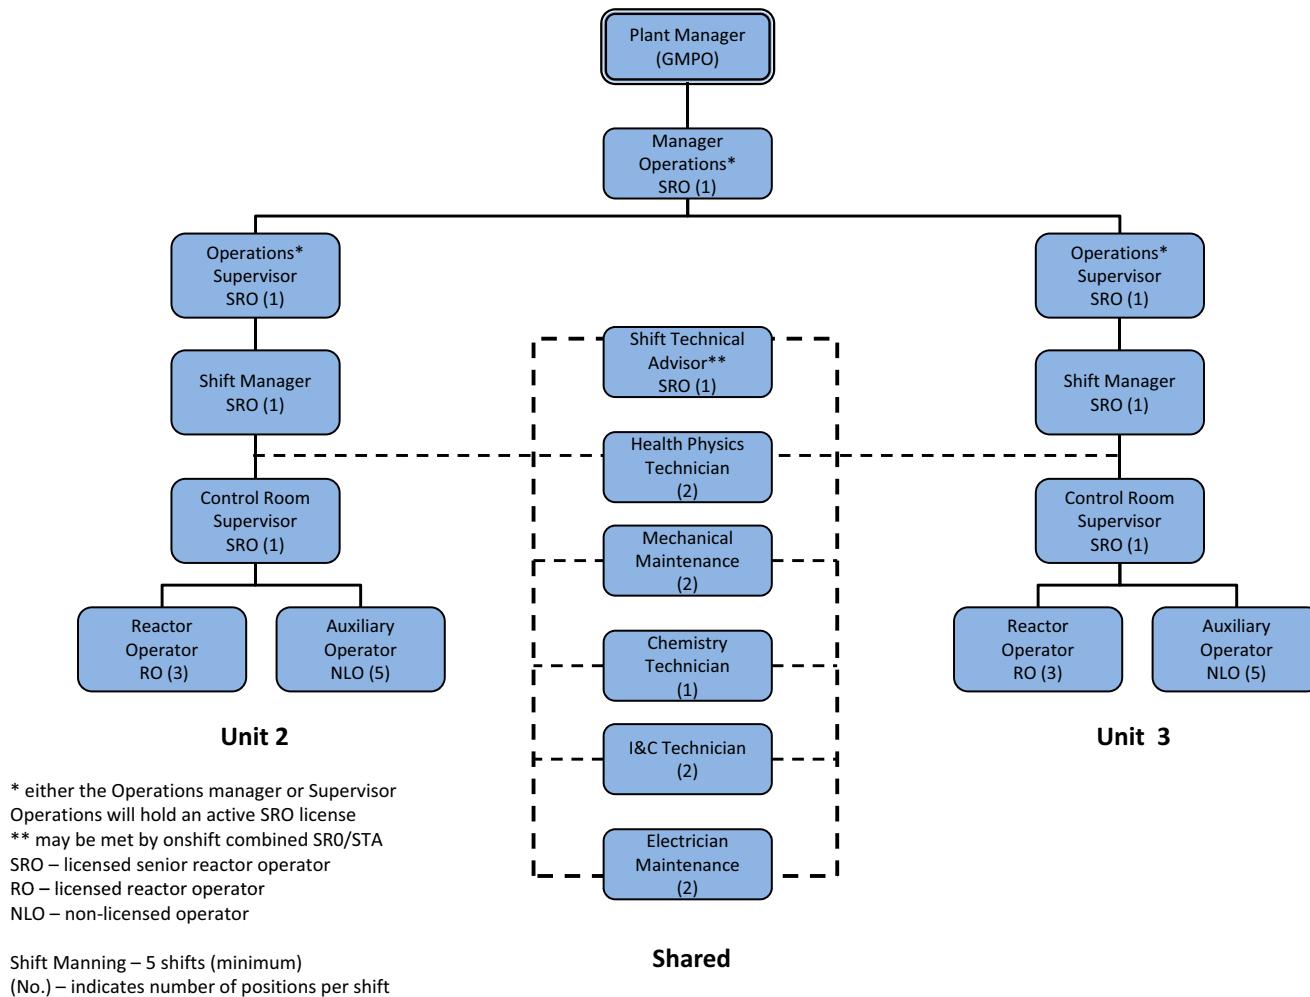 Plant Manager
(GMPO)
Manager
Operations*
SRO (1)
Operations*
Supervisor
SRO (1)
Shift Manager
SRO (1)
Control Room
Supervisor
SRO (1)
Reactor
Operator
RO (3)
Auxiliary
Operator
NLO (5)
Unit 2
Shift Technical
Advisor**
SRO (1)
Health Physics
Technician
(2)
Mechanical
Maintenance
(2)
Chemistry
Technician
(1)
I&C Technician
(2)
Electrician
Maintenance
(2)
Shared
Operations*
Supervisor
SRO (1)
Shift Manager
SRO (1)
Control Room
Supervisor
SRO (1)
Reactor
Operator
RO (3)
Auxiliary
Operator
NLO (5)
Unit 3
* either the Operations manager or Supervisor
Operations will hold an active SRO license
** may be met by onshift combined SR0/STA
SRO – licensed senior reactor operator
RO – licensed reactor operator
NLO – non-licensed operator
Shift Manning – 5 shifts (minimum)
(No.) – indicates number of positions per shift